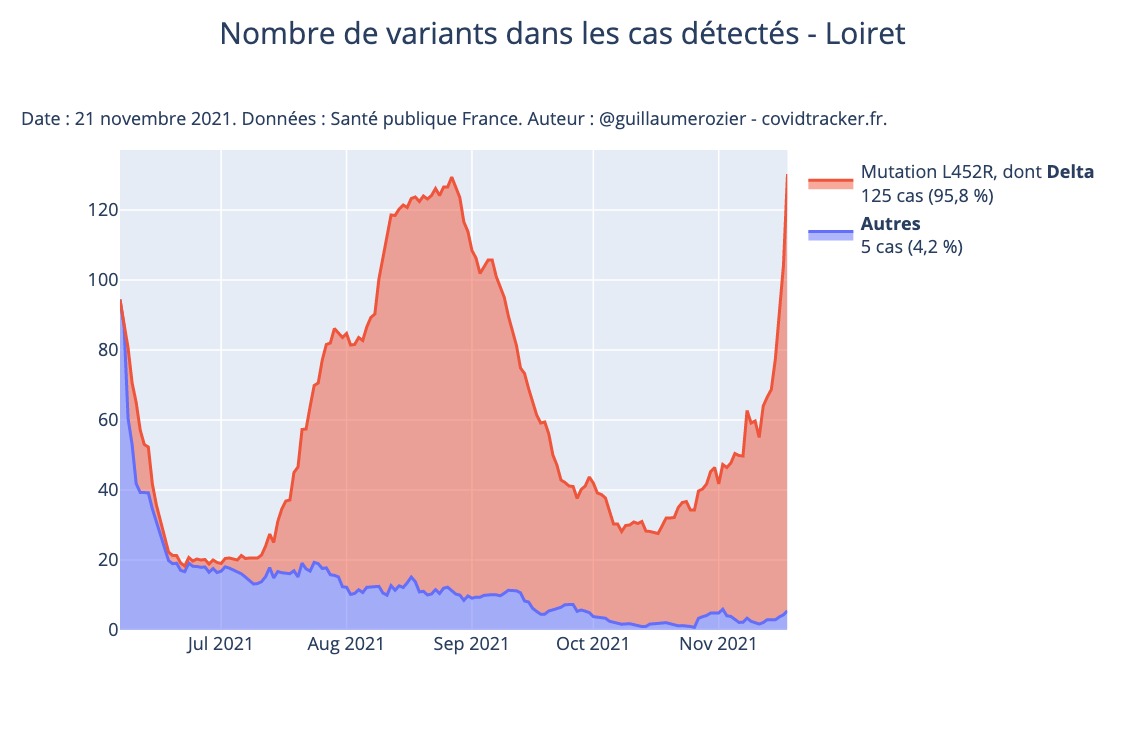 Nombre de variants dans les cas détectés - Loiret
Date : 21 novembre 2021. Données : Santé publique France. Auteur : @guillaumerozier - covidtracker.fr.
Mutation L452R, dont Delta
125 cas (95,8 %)
Autres
5 cas (4,2 %)
120
100
80
60
40
20
0
Jul 2021 Aug 2021 Sep 2021 Oct 2021 Nov 2021